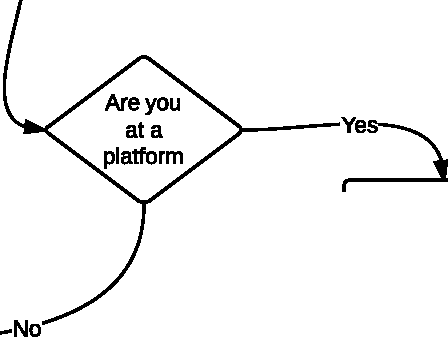 Are you
at a
platform
Yes
No